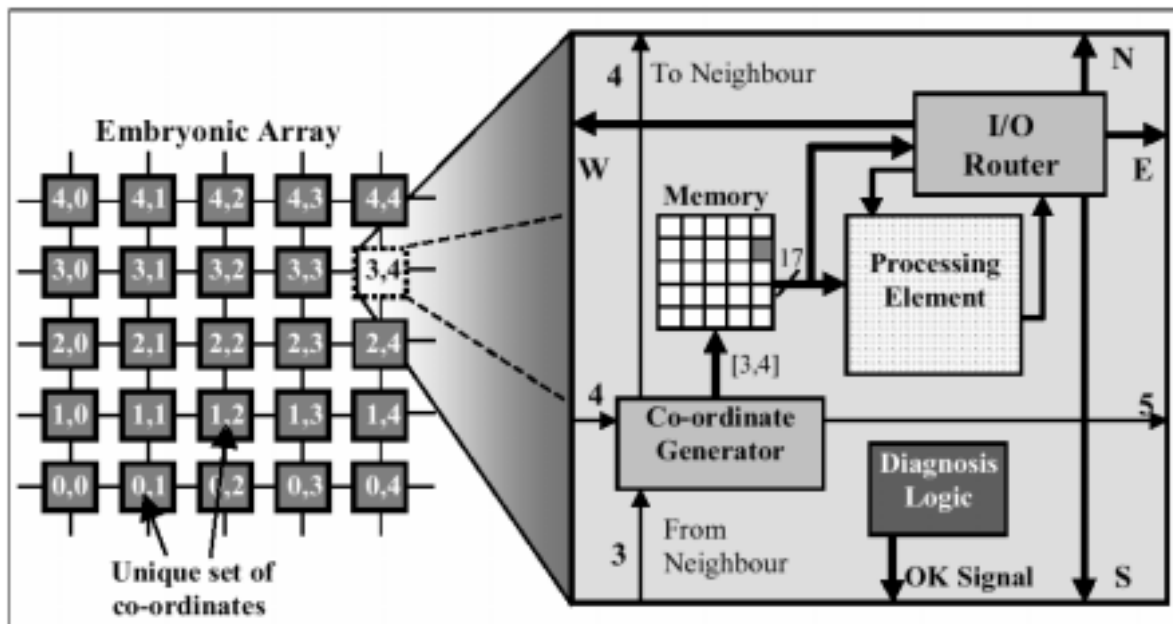 Embryonic Array
4,0 4,1 4,2 4,3 4,4
3,0 3,1 3,2 3,3 3,4
2,0 2,1 2,2 2,3 2,4
1,0 1,1 1,2 1,3 1,4
0,0 0,1 0,2 0,3 0,4
Unique set of
co-ordinates
4 To Neighbour
N
I/O
Router
W
E
Memory
17
Processing
Element
[3,4]
4
Co-ordinate
Generator
5
Diagnosis
Logic
3
From
Neighbour
OK Signal
S